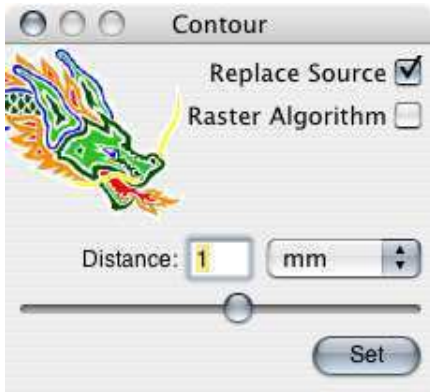 Contour
Replace Source
Raster Algorithm
Distance: 1 mm
Set